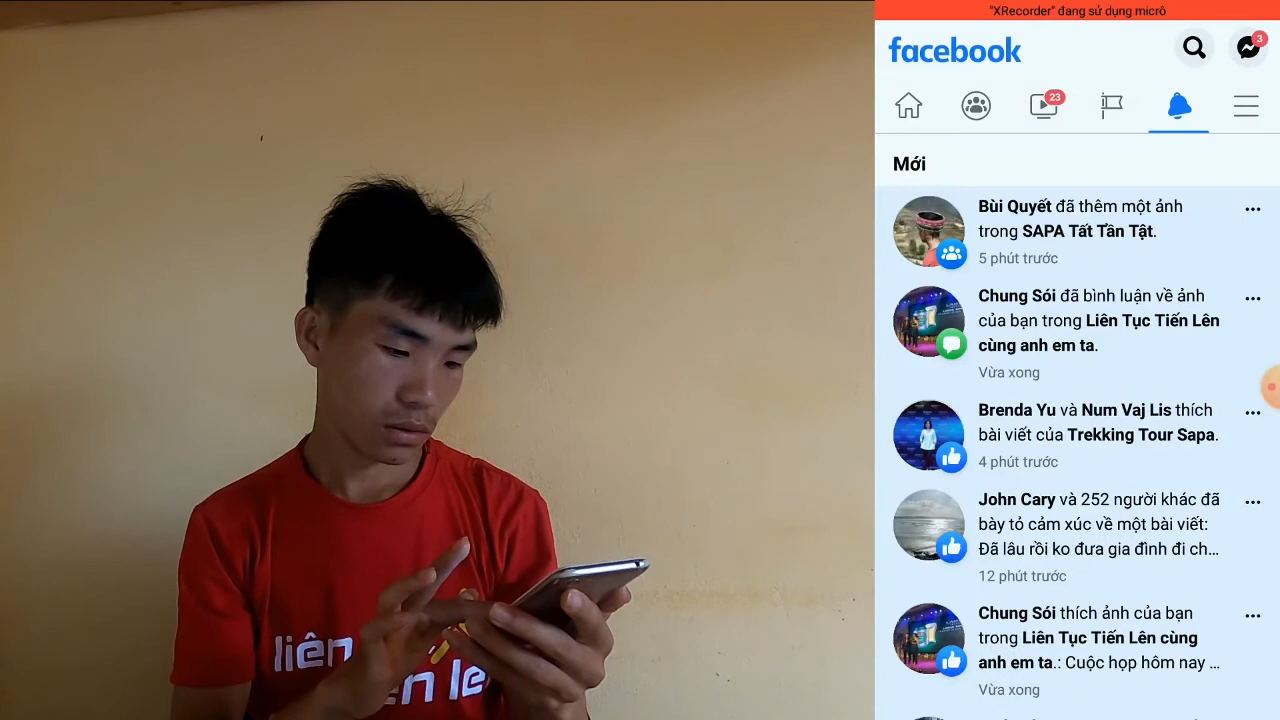 "XRecorder" đang sử dụng micrô
facebook
3
23
Mới
Bùi Quyết đã thêm một ảnh
trong SAPA Tất Tần Tật.
5 phút trước
Chung Sói đã bình luận về ảnh
của bạn trong Liên Tục Tiến Lên
cùng anh em ta.
Vừa xong
Brenda Yu và Num Vaj Lis thích
bài viết của Trekking Tour Sapa.
4 phút trước
John Cary và 252 người khác đã
bày tỏ cảm xúc về một bài viết:
Đã lâu rồi ko đưa gia đình đi ch...
12 phút trước
Chung Sói thích ảnh của bạn
trong Liên Tục Tiến Lên cùng
anh em ta.: Cuộc họp hôm nay ...
Vừa xong
liên
ến lê